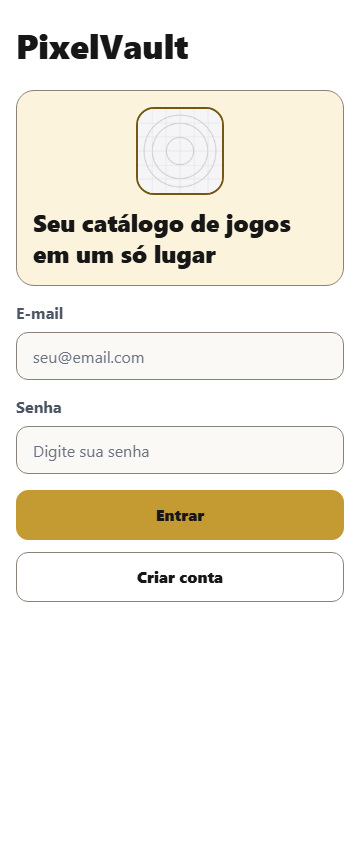 PixelVault
Seu catálogo de jogos
em um só lugar
E-mail
seu@email.com
Senha
Digite sua senha
Entrar
Criar conta